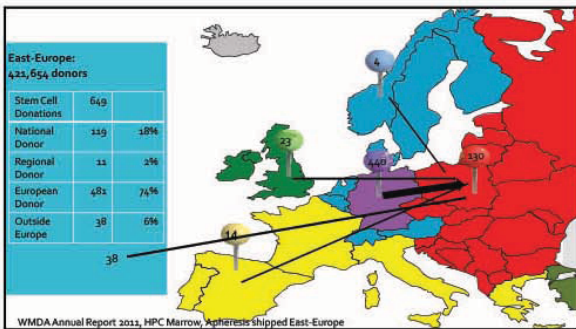 East-Europe:
421,654 donors
Stem Cell Donations 649
National Donor 119 18%
Regional Donor 11 2%
European Donor 481 74%
Outside Europe 38 6%
4
23
440
130
14
38
WMDA Annual Report 2011, HPC Marrow, Apheresis shipped East-Europe